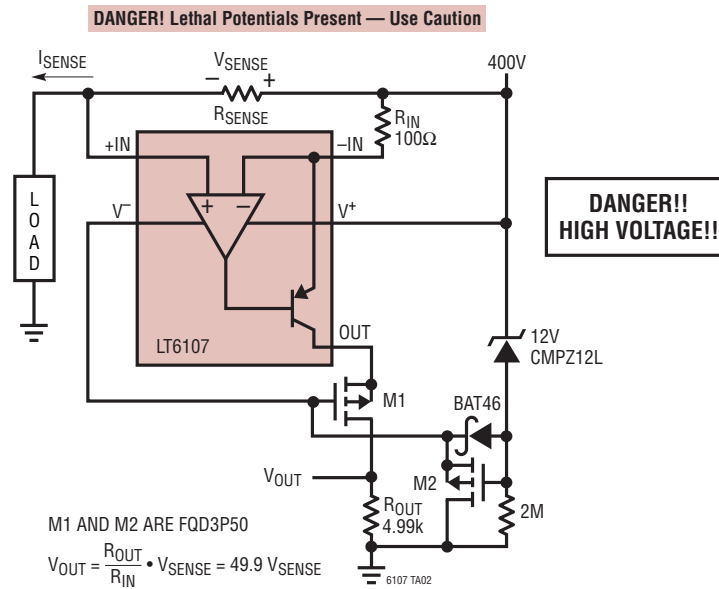 DANGER! Lethal Potentials Present — Use Caution
ISENSE
VSENSE
400V
–
+
RSENSE
RIN
100Ω
+IN
–IN
LOAD
V–
+
–
V+
DANGER!!
HIGH VOLTAGE!!
OUT
LT6107
12V
CMPZ12L
M1
BAT46
VOUT
M2
ROUT
4.99k
2M
M1 AND M2 ARE FQD3P50
VOUT = ROUT/RIN • VSENSE = 49.9 VSENSE
6107 TA02